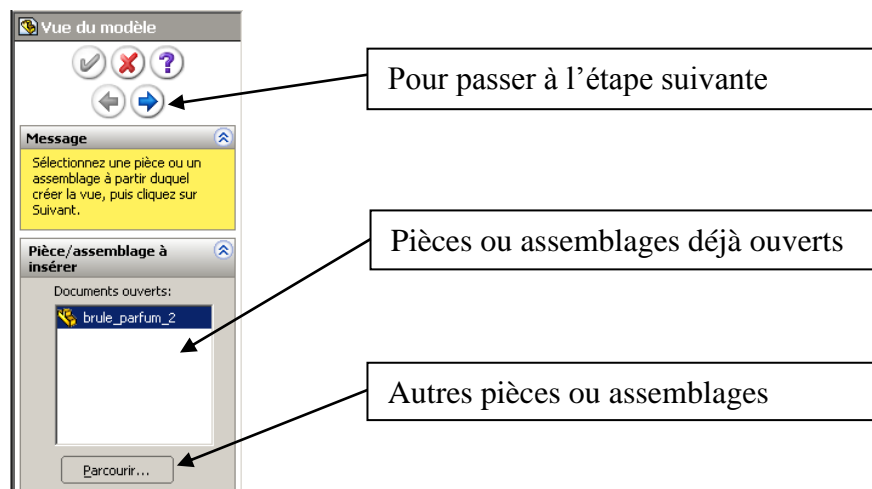 Vue du modèle
?
Pour passer à l'étape suivante
Message
Sélectionnez une pièce ou un
assemblage à partir duquel
créer la vue, puis cliquez sur
Suivant.
Pièce/assemblage à
insérer
Pièces ou assemblages déjà ouverts
Documents ouverts:
brule_parfum_2
Autres pièces ou assemblages
Parcourir...